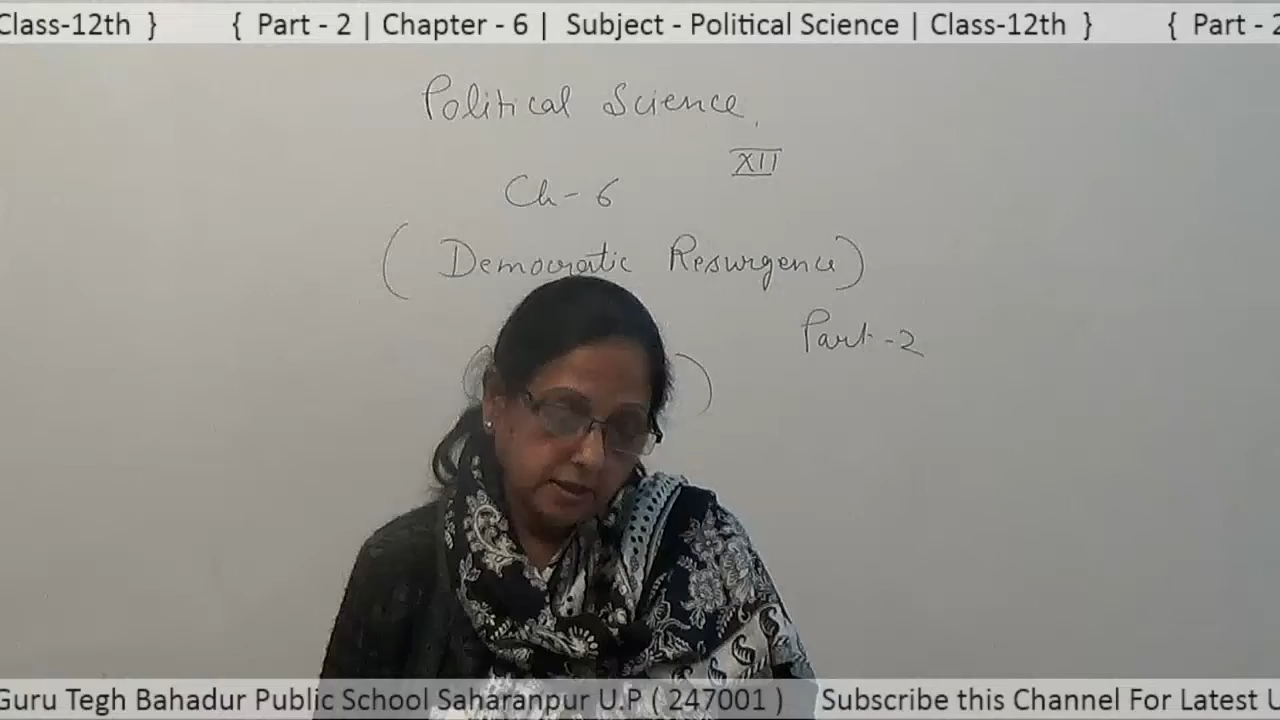 Class-12th } { Part - 2 | Chapter - 6 | Subject - Political Science | Class-12th } { Part - 2
Political Science,
XII
Ch - 6
( Democratic Resurgence )
Part - 2
( )
Guru Tegh Bahadur Public School Saharanpur U.P ( 247001 ) Subscribe this Channel For Latest U